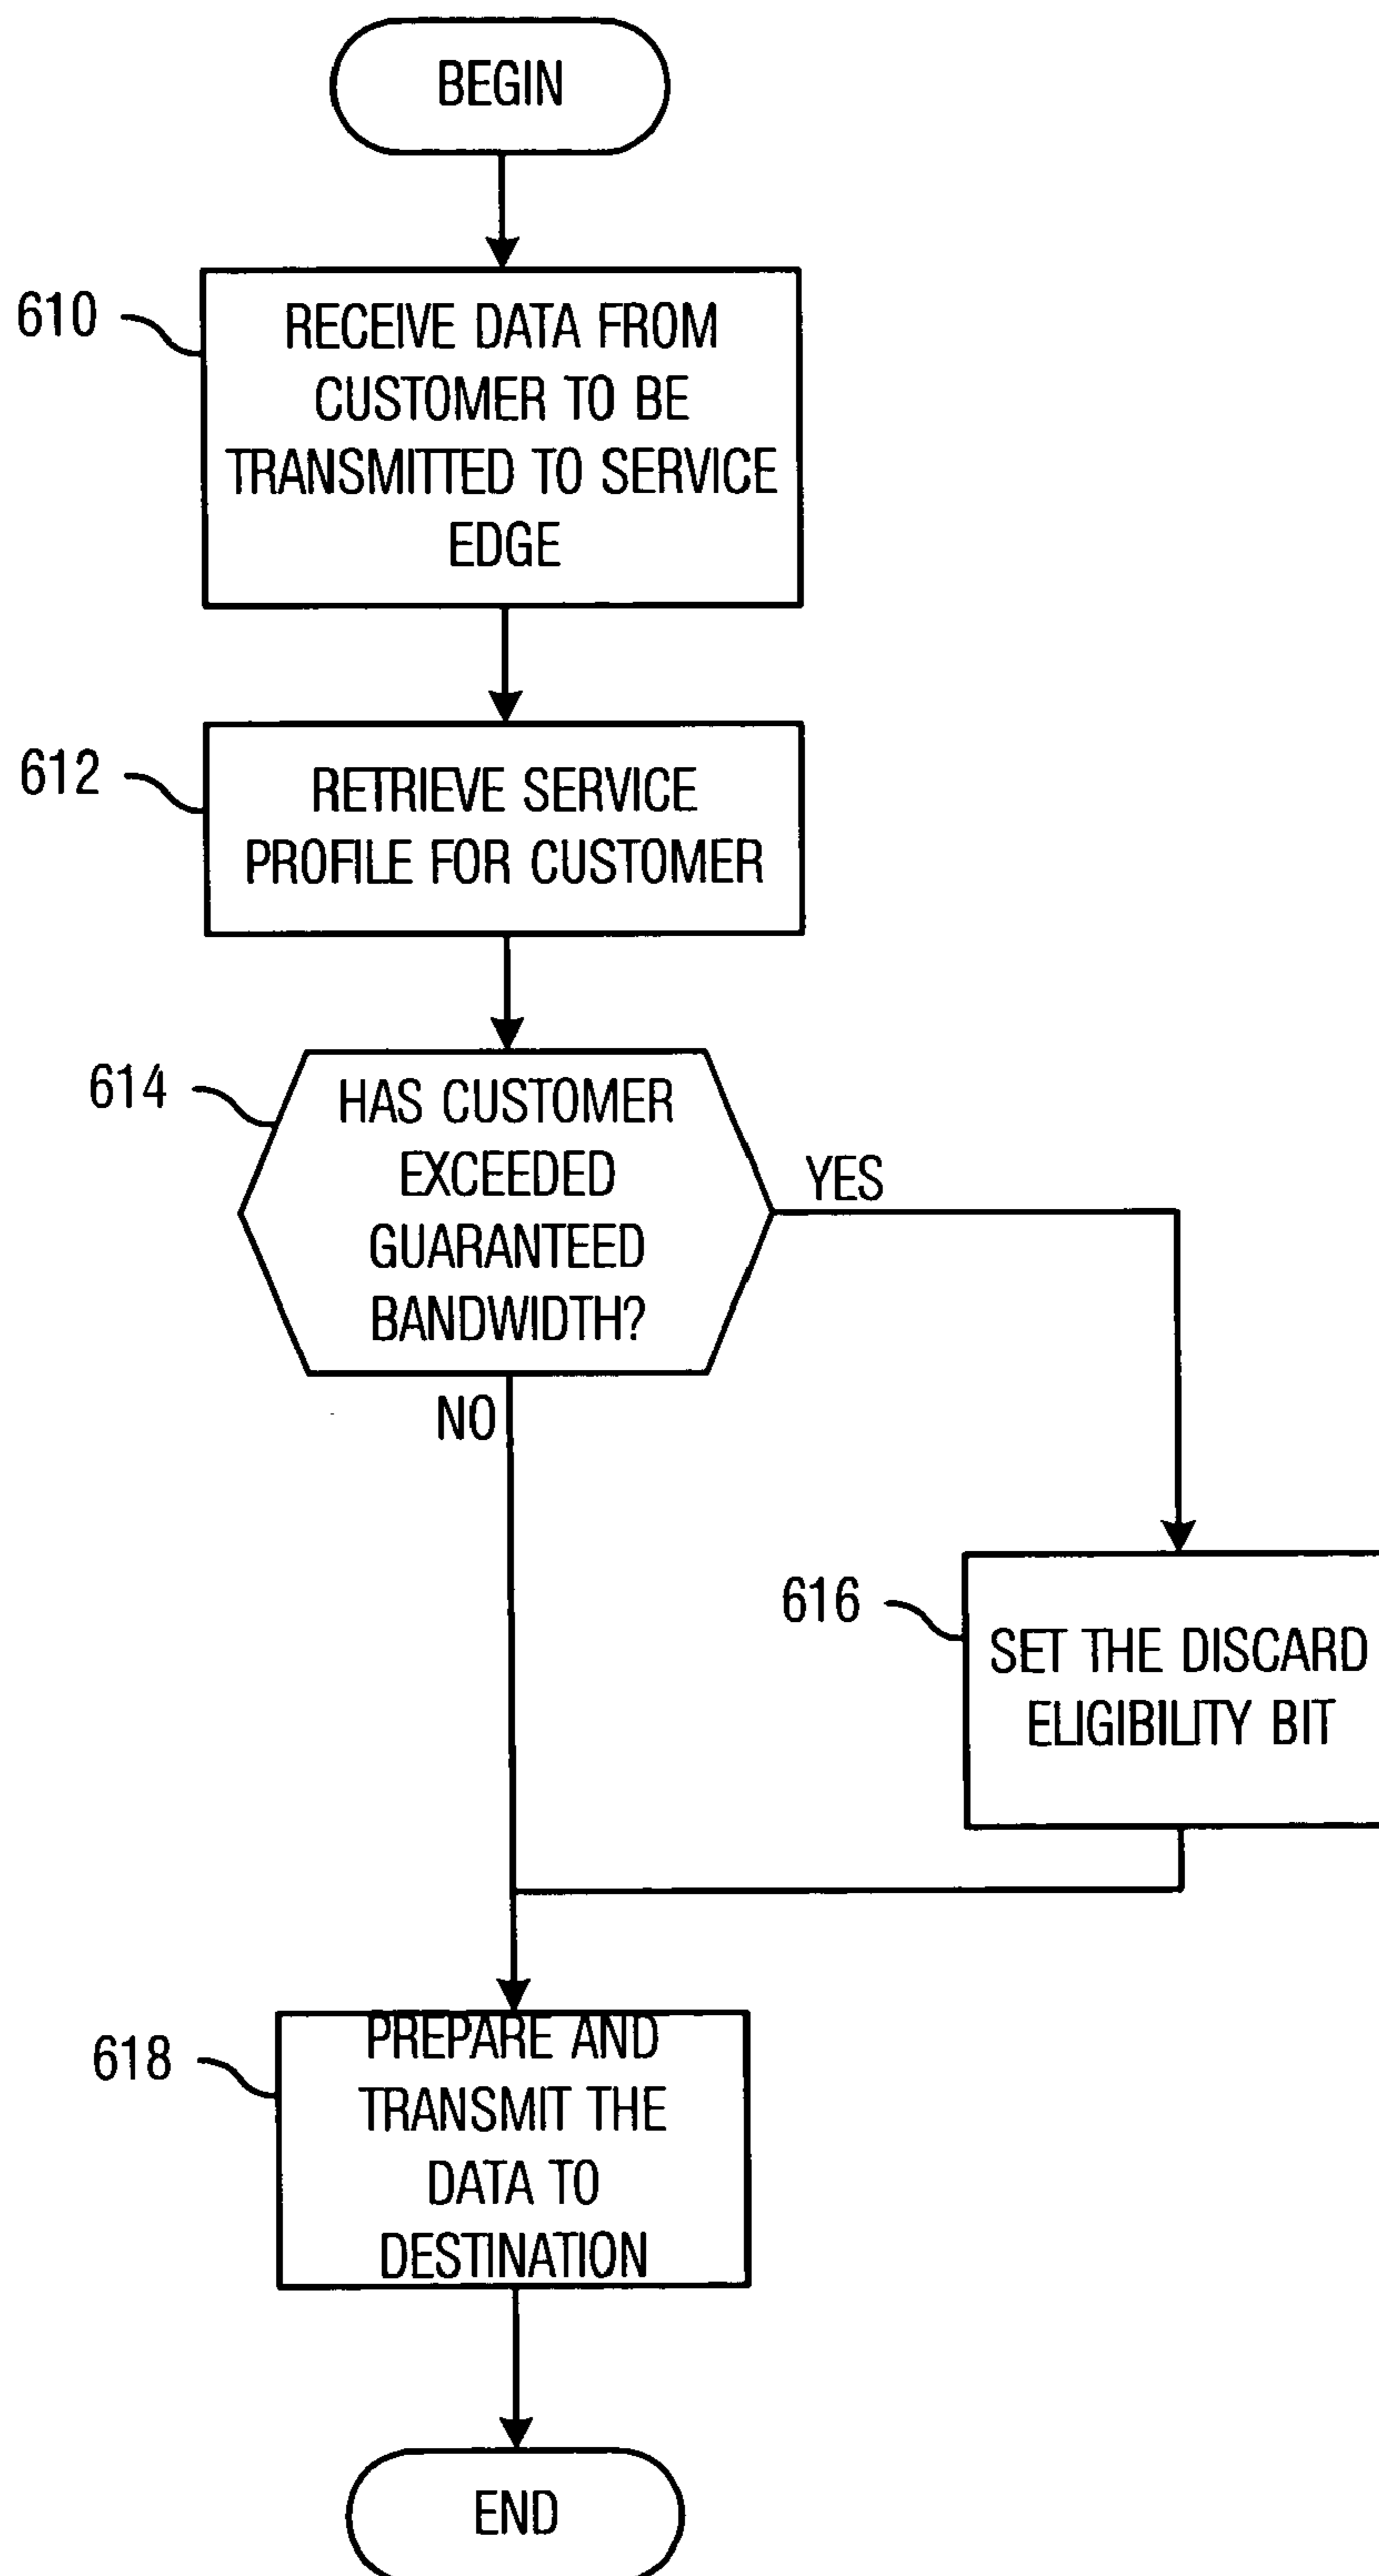 BEGIN
610
RECEIVE DATA FROM
CUSTOMER TO BE
TRANSMITTED TO SERVICE
EDGE
612
RETRIEVE SERVICE
PROFILE FOR CUSTOMER
614
HAS CUSTOMER
EXCEEDED
GUARANTEED
BANDWIDTH?
YES
NO
616
SET THE DISCARD
ELIGIBILITY BIT
618
PREPARE AND
TRANSMIT THE
DATA TO
DESTINATION
END